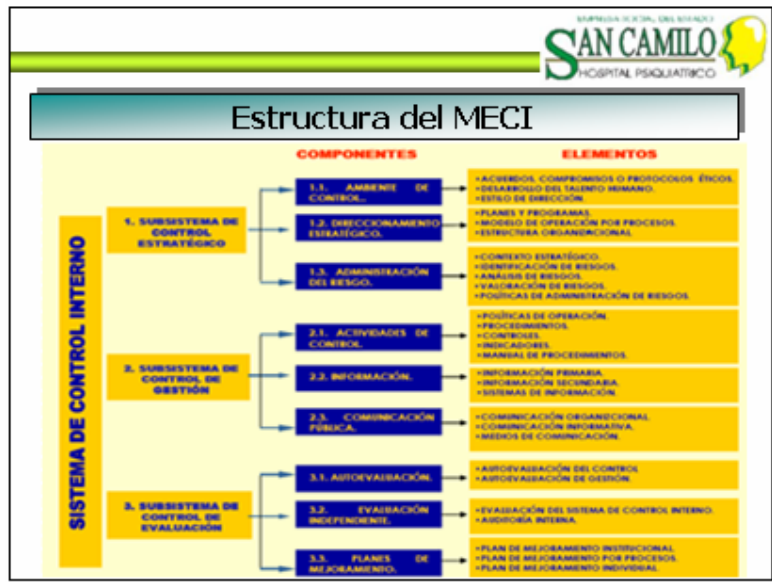 EMPRESA SOCIAL DEL ESTADO
SAN CAMILO
HOSPITAL PSIQUIATRICO
Estructura del MECI
COMPONENTES
ELEMENTOS
SISTEMA DE CONTROL INTERNO
1. SUBSISTEMA DE
CONTROL
ESTRATÉGICO
1.1. AMBIENTE DE
CONTROL.
•ACUERDOS, COMPROMISOS O PROTOCOLOS ÉTICOS.
•DESARROLLO DEL TALENTO HUMANO.
•ESTILO DE DIRECCIÓN.
1.2. DIRECCIONAMIENTO
ESTRATÉGICO.
•PLANES Y PROGRAMAS.
•MODELO DE OPERACIÓN POR PROCESOS.
•ESTRUCTURA ORGANIZACIONAL
1.3. ADMINISTRACIÓN
DEL RIESGO.
•CONTEXTO ESTRATÉGICO.
•IDENTIFICACIÓN DE RIESGOS.
•ANÁLISIS DE RIESGOS.
•VALORACIÓN DE RIESGOS.
•POLÍTICAS DE ADMINISTRACIÓN DE RIESGOS
2. SUBSISTEMA DE
CONTROL DE
GESTIÓN
2.1. ACTIVIDADES DE
CONTROL.
•POLÍTICAS DE OPERACIÓN.
•PROCEDIMIENTOS.
•CONTROLES.
•INDICADORES.
•MANUAL DE PROCEDIMIENTOS.
2.2. INFORMACIÓN.
•INFORMACIÓN PRIMARIA.
•INFORMACIÓN SECUNDARIA.
•SISTEMAS DE INFORMACIÓN.
2.3. COMUNICACIÓN
PÚBLICA.
•COMUNICACIÓN ORGANIZCIONAL.
•COMUNICACIÓN INFORMATIVA.
•MEDIOS DE COMUNICACIÓN.
3. SUBSISTEMA DE
CONTROL DE
EVALUACIÓN
3.1. AUTOEVALUACIÓN.
•AUTOEVALUACIÓN DEL CONTROL
•AUTOEVALUACIÓN DE GESTIÓN.
3.2. EVALUACIÓN
INDEPENDIENTE.
•EVALUACIÓN DEL SISTEMA DE CONTROL INTERNO.
•AUDITORÍA INTERNA.
3.3. PLANES DE
MEJORAMIENTO.
•PLAN DE MEJORAMIENTO INSTITUCIONAL
•PLAN DE MEJORAMIENTO POR PROCESOS.
•PLAN DE MEJORAMIENTO INDIVIDUAL.